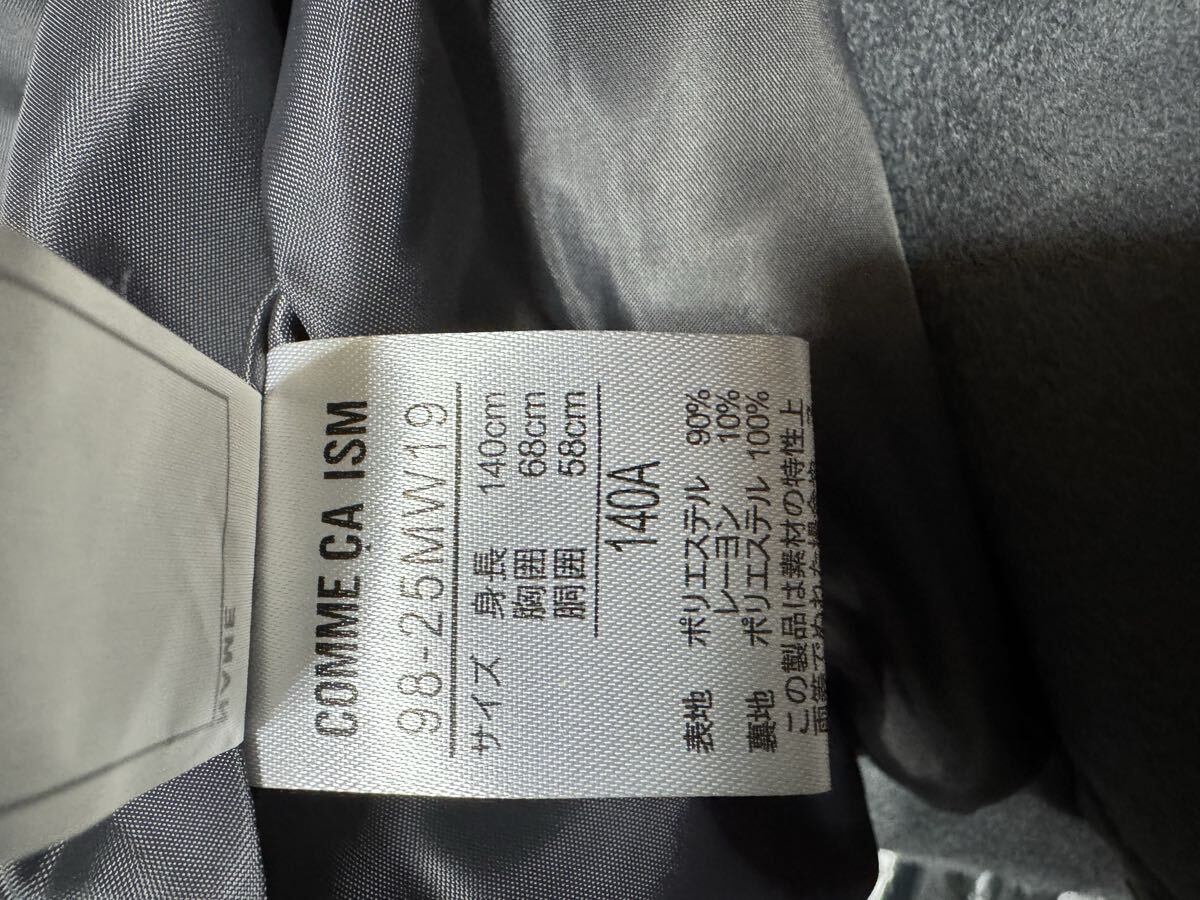 COMME ÇA ISM
98-25MW19
サイズ 身長 140cm
胸囲 68cm
胴囲 58cm
140A
表地 ポリエステル 90%
レーヨン 10%
裏地 ポリエステル 100%
この製品は素材の特性上
NAME